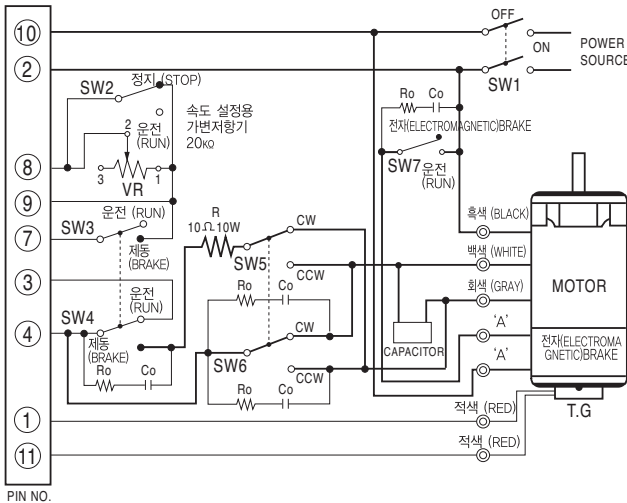 10
OFF
ON
POWER
SOURCE
2
정지 (STOP)
SW2
SW1
Ro
Co
속도 설정용
가변저항기
20KΩ
2
운전
(RUN)
전자(ELECTROMAGNETIC)BRAKE
SW7
운전
(RUN)
8
3
1
VR
9
운전 (RUN)
7
SW3
제동
(BRAKE)
R
10Ω10W
CW
SW5
CCW
흑색 (BLACK)
백색 (WHITE)
회색 (GRAY)
MOTOR
3
운전
(RUN)
4
SW4
제동
(BRAKE)
Ro
Co
Ro
Co
CW
SW6
CCW
Ro
Co
CAPACITOR
'A'
'A'
전자(ELECTROMA
GNETIC)BRAKE
T.G
1
적색 (RED)
11
적색 (RED)
PIN NO.